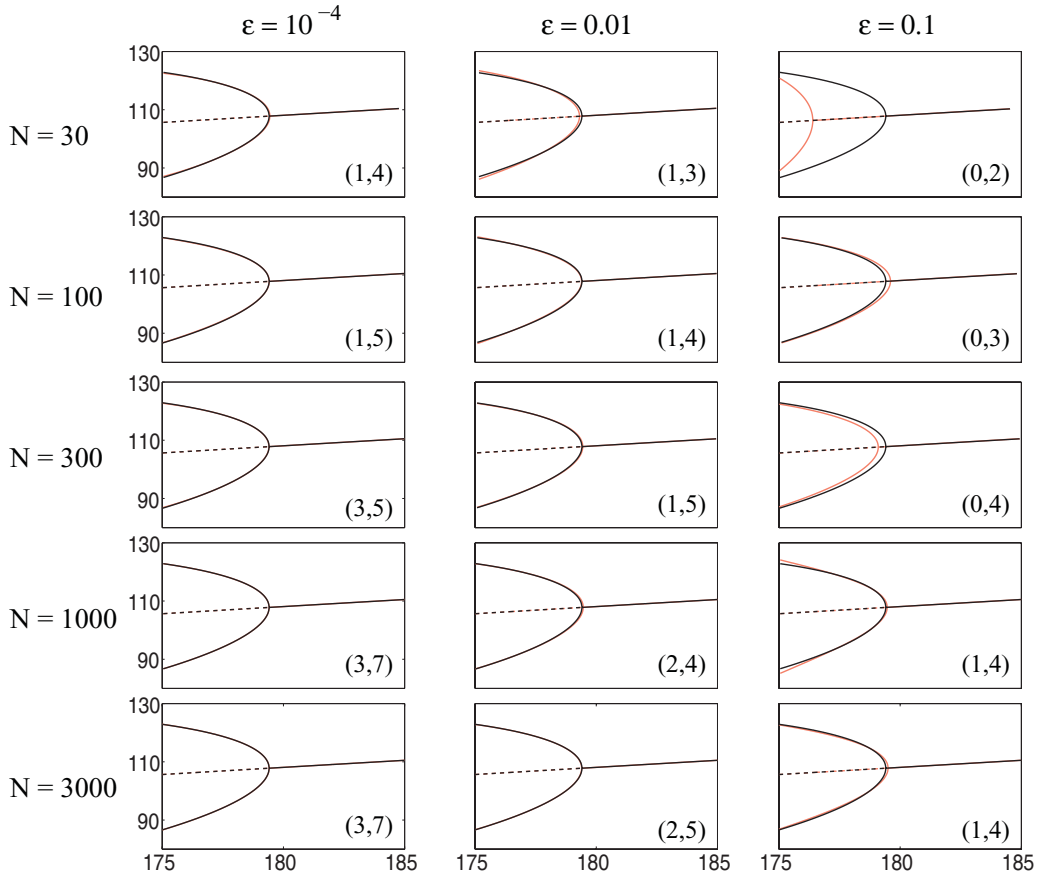 ε = 10⁻⁴ ε = 0.01 ε = 0.1
130
110
90
N = 30
(1,4) (1,3) (0,2)
130
110
90
N = 100
(1,5) (1,4) (0,3)
130
110
90
N = 300
(3,5) (1,5) (0,4)
130
110
90
N = 1000
(3,7) (2,4) (1,4)
130
110
90
N = 3000
(3,7) (2,5) (1,4)
175 180 185 175 180 185 175 180 185